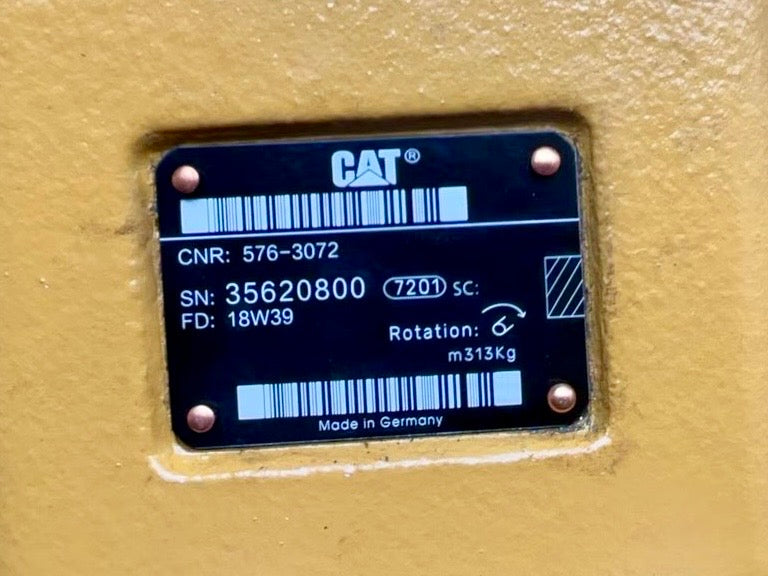 CAT®
CNR: 576-3072
SN: 35620800 7201 SC:
FD: 18W39
Rotation:
m313Kg
Made in Germany